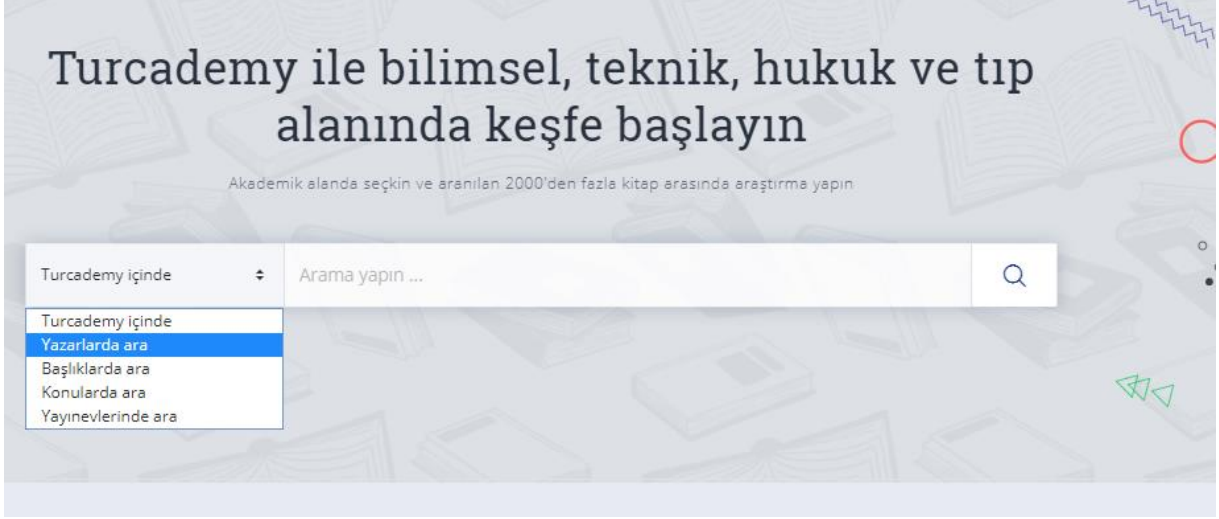 Turcademy ile bilimsel, teknik, hukuk ve tıp
alanında keşfe başlayın
Akademik alanda seçkin ve aranılan 2000'den fazla kitap arasında araştırma yapın
Turcademy içinde
Arama yapın ...
Turcademy içinde
Yazarlarda ara
Başlıklarda ara
Konularda ara
Yayınevlerinde ara